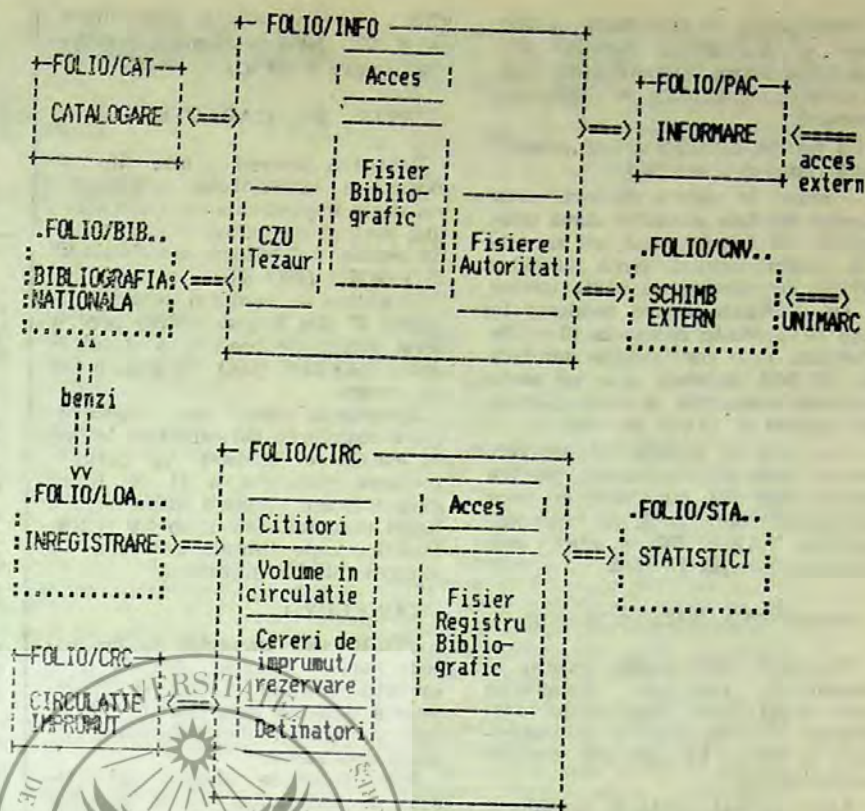 FOLIO/INFO
FOLIO/CAT
CATALOGARE
Acces
Fisier
Biblio-
grafic
FOLIO/PAC
INFORMARE
acces
extern
.FOLIO/BIB..
BIBLIOGRAFIA
NATIONALA
CZU
Tezaur
Fisiere
Autoritat
.FOLIO/CNV..
SCHIMB
EXTERN
UNIMARC
benzi
FOLIO/CIRC
.FOLIO/LOA...
INREGISTRARE
Cititori
Volume in
circulatie
Cereri de
imprumut/
rezervare
Detinatori
Acces
Fisier
Registru
Biblio-
grafic
.FOLIO/STA..
STATISTICI
FOLIO/CRC
CIRCULATIE
IMPROMUT